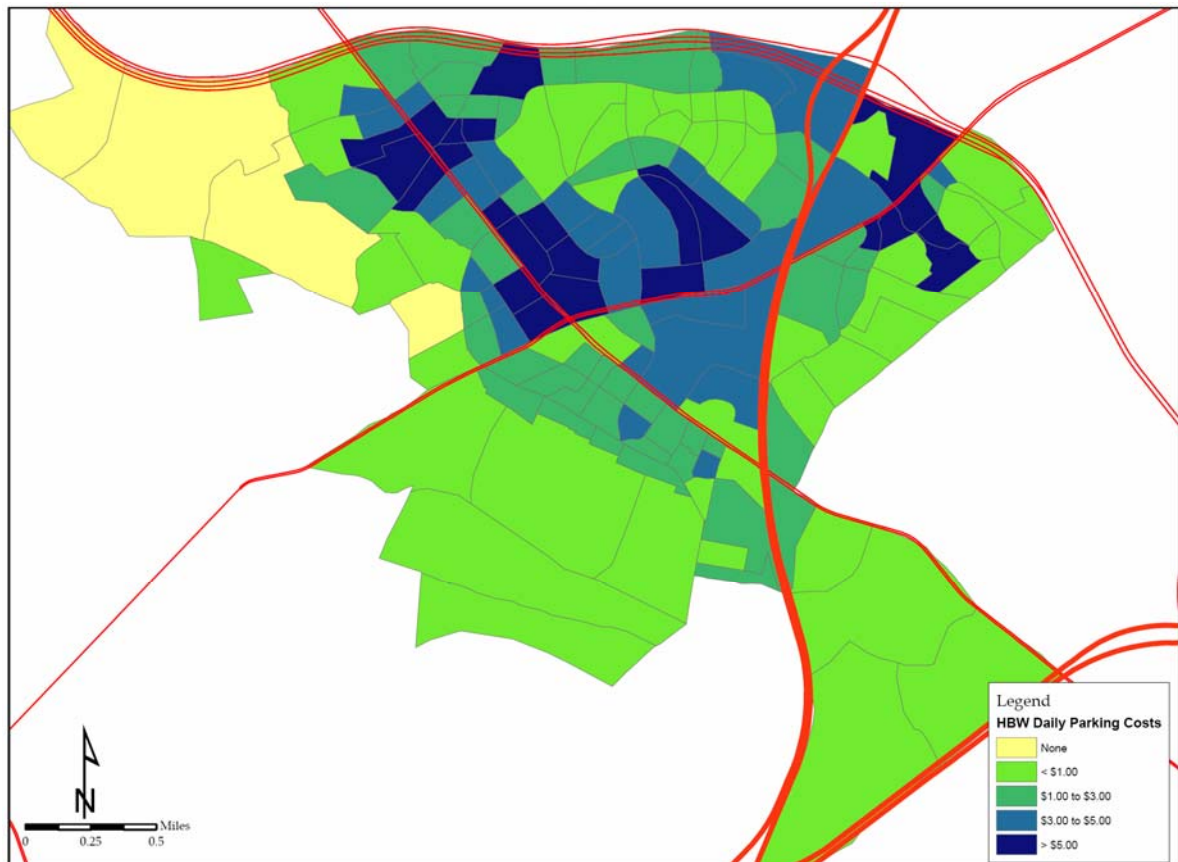 Legend
HBW Daily Parking Costs
None
< $1.00
$1.00 to $3.00
$3.00 to $5.00
> $5.00
N
Miles
0 0.25 0.5